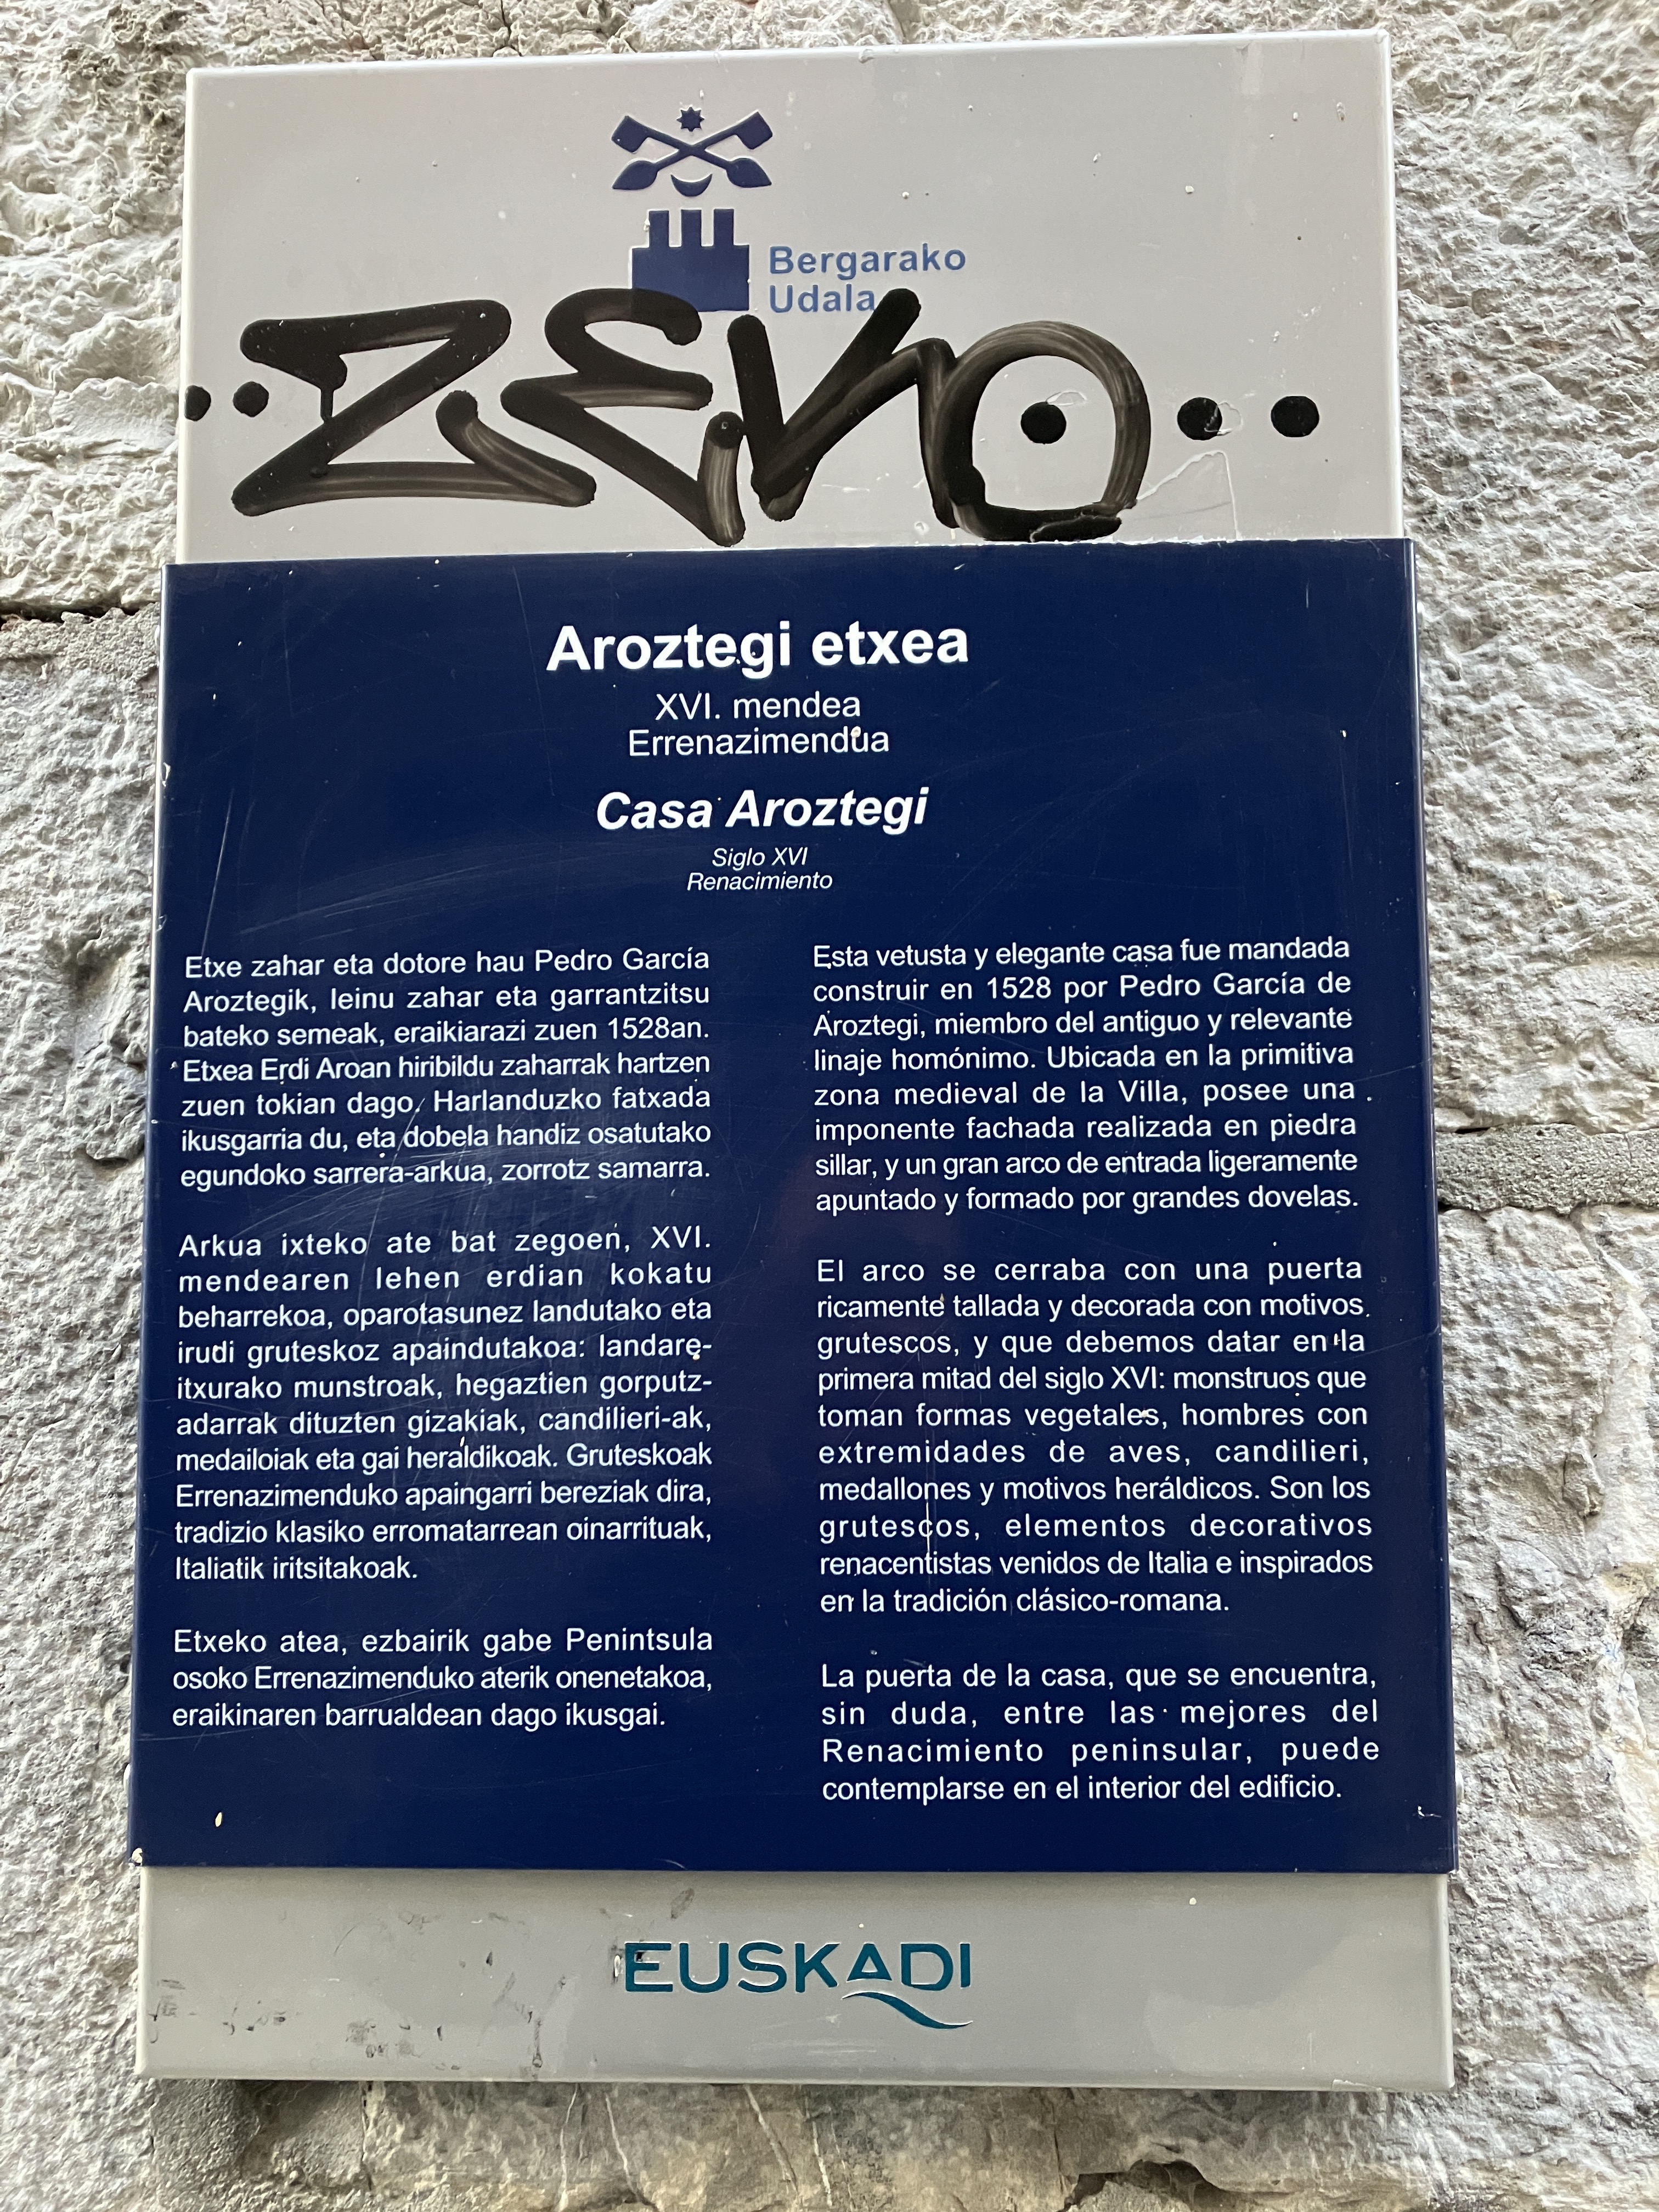 Bergarako
Udala
ZEKO
Aroztegi etxea
XVI. mendea
Errenazimendua
Casa Aroztegi
Siglo XVI
Renacimiento
Etxe zahar eta dotore hau Pedro García
Aroztegik, leinu zahar eta garrantzitsu
bateko semeak, eraikiarazi zuen 1528an.
Etxea Erdi Aroan hiribildu zaharrak hartzen
zuen tokian dago. Harlanduzko fatxada
ikusgarria du, eta dobela handiz osatutako
egundoko sarrera-arkua, zorrotz samarra.
Arkua ixteko ate bat zegoen, XVI.
mendearen lehen erdian kokatu
beharrekoa, oparotasunez landutako eta
irudi gruteskoz apaindutakoa: landare-
itxurako munstroak, hegaztien gorputz-
adarrak dituzten gizakiak, candilieri-ak,
medailoiak eta gai heraldikoak. Gruteskoak
Errenazimenduko apaingarri bereziak dira,
tradizio klasiko erromatarrean oinarrituak,
Italiatik iritsitakoak.
Etxeko atea, ezbairik gabe Penintsula
osoko Errenazimenduko aterik onenetakoa,
eraikinaren barrualdean dago ikusgai.
Esta vetusta y elegante casa fue mandada
construir en 1528 por Pedro García de
Aroztegi, miembro del antiguo y relevante
linaje homónimo. Ubicada en la primitiva
zona medieval de la Villa, posee una
imponente fachada realizada en piedra
sillar, y un gran arco de entrada ligeramente
apuntado y formado por grandes dovelas.
El arco se cerraba con una puerta
ricamente tallada y decorada con motivos
grutescos, y que debemos datar en la
primera mitad del siglo XVI: monstruos que
toman formas vegetales, hombres con
extremidades de aves, candilieri,
medallones y motivos heráldicos. Son los
grutescos, elementos decorativos
renacentistas venidos de Italia e inspirados
en la tradición clásico-romana.
La puerta de la casa, que se encuentra,
sin duda, entre las mejores del
Renacimiento peninsular, puede
contemplarse en el interior del edificio.
EUSKADI